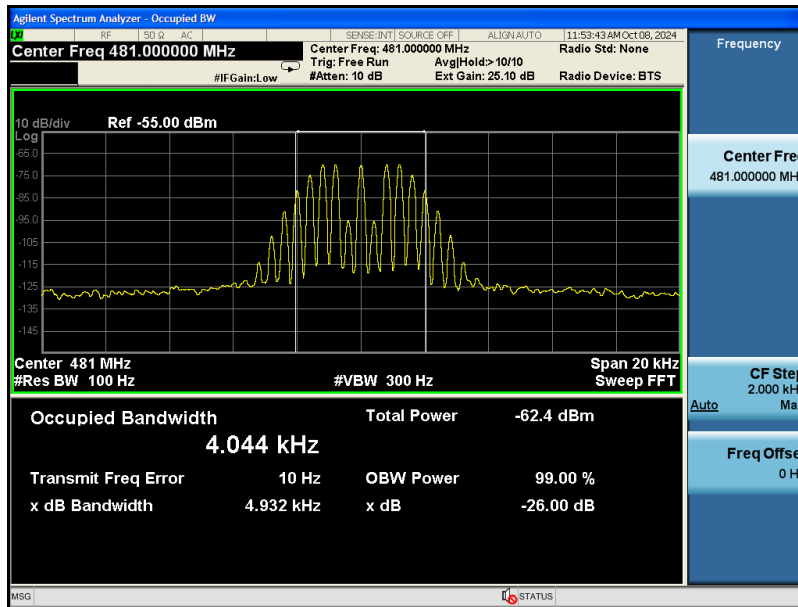 Agilent Spectrum Analyzer - Occupied BW
LXI RF 50 Ω AC SENSE:INT SOURCE OFF ALIGN AUTO 11:53:43 AM Oct 08, 2024
Center Freq 481.000000 MHz
Center Freq: 481.000000 MHz Radio Std: None
Trig: Free Run Avg|Hold:>10/10
#IFGain:Low #Atten: 10 dB Ext Gain: 25.10 dB Radio Device: BTS
Frequency
10 dB/div Ref -55.00 dBm
Log
-65.0
-75.0
-85.0
-95.0
-105
-115
-125
-135
-145
Center Fre
481.000000 MH
Center 481 MHz Span 20 kHz
#Res BW 100 Hz #VBW 300 Hz Sweep FFT
CF Step
2.000 kH
Auto Ma
Occupied Bandwidth Total Power -62.4 dBm
4.044 kHz
Transmit Freq Error 10 Hz OBW Power 99.00 %
x dB Bandwidth 4.932 kHz x dB -26.00 dB
Freq Offse
0 H
MSG STATUS